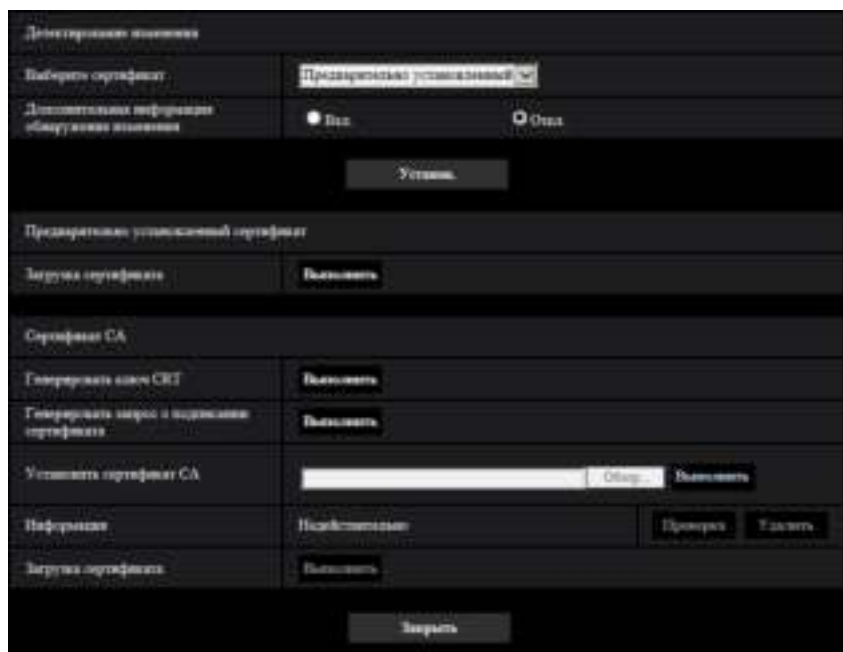 Детектирование изменения
Выберите сертификат
Предварительно установленный
Дополнительная информация
обнаружения изменения
Вкл.
Откл.
Установ.
Предварительно установленный сертификат
Загрузка сертификата
Выполнить
Сертификат CA
Генерировать ключ CRT
Выполнить
Генерировать запрос о подписании
сертификата
Выполнить
Установить сертификат CA
Обзор...
Выполнить
Информация
Недействительно
Проверка
Удалить
Загрузка сертификата
Выполнить
Закрыть